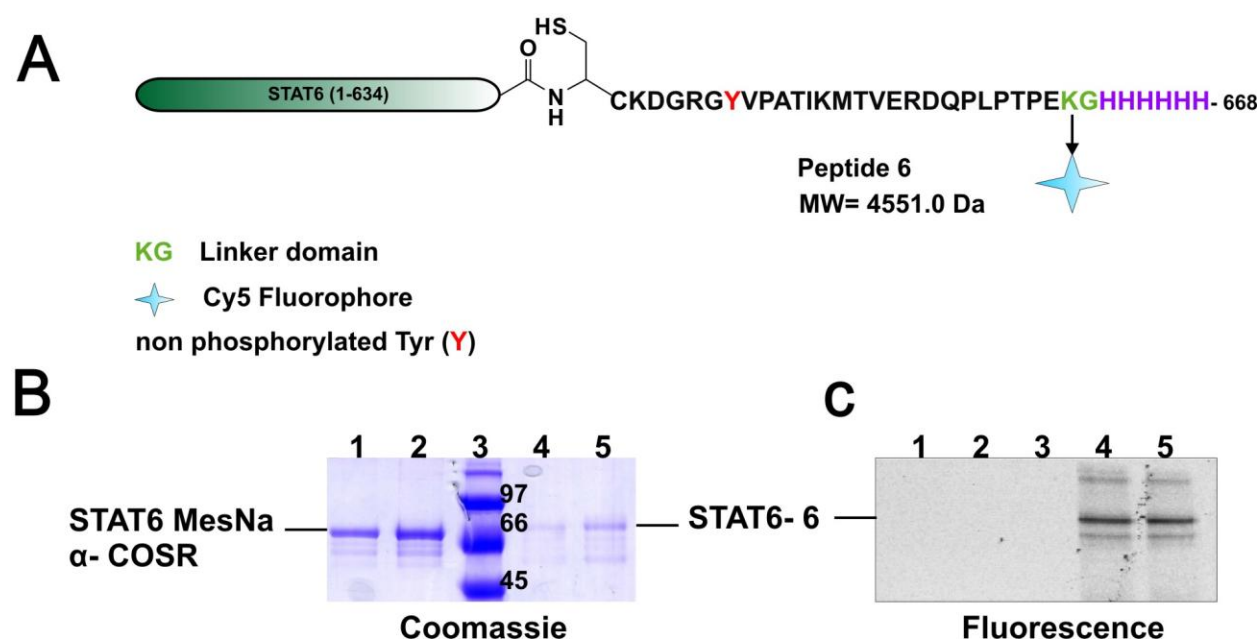 A
HS
O
N
H
STAT6 (1-634)
CKDGRGYVPATIKMTVERDQPLPTPEKGHHHHHH- 668
Peptide 6
MW= 4551.0 Da
KG Linker domain
Cy5 Fluorophore
non phosphorylated Tyr (Y)
B
C
1 2 3 4 5
1 2 3 4 5
97
66
45
STAT6 MesNa
α- COSR
STAT6- 6
Coomassie
Fluorescence